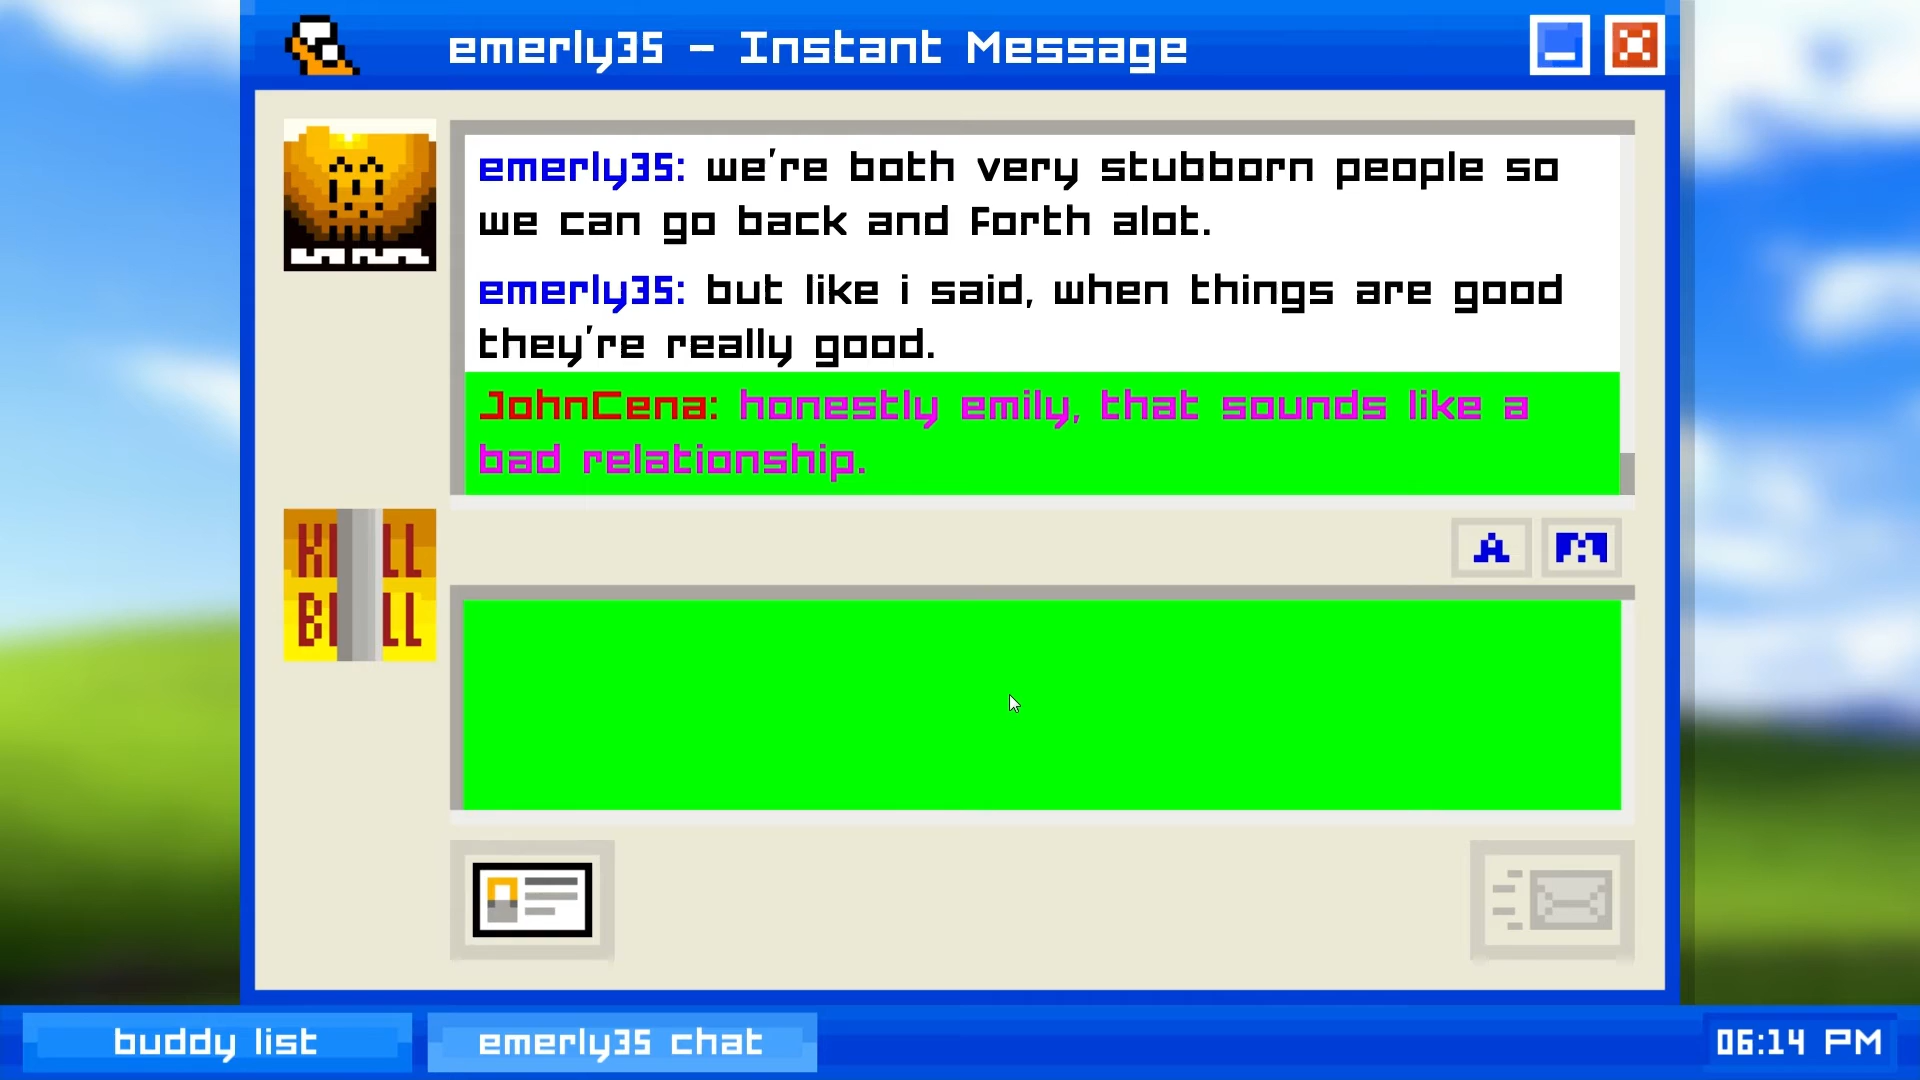 emerly35 - Instant Message
emerly35: we're both very stubborn people so
we can go back and forth alot.
emerly35: but like i said, when things are good
they're really good.
JohnCena: honestly emily, that sounds like a
bad relationship.
A
KILL
BILL
buddy list
emerly35 chat
06:14 PM